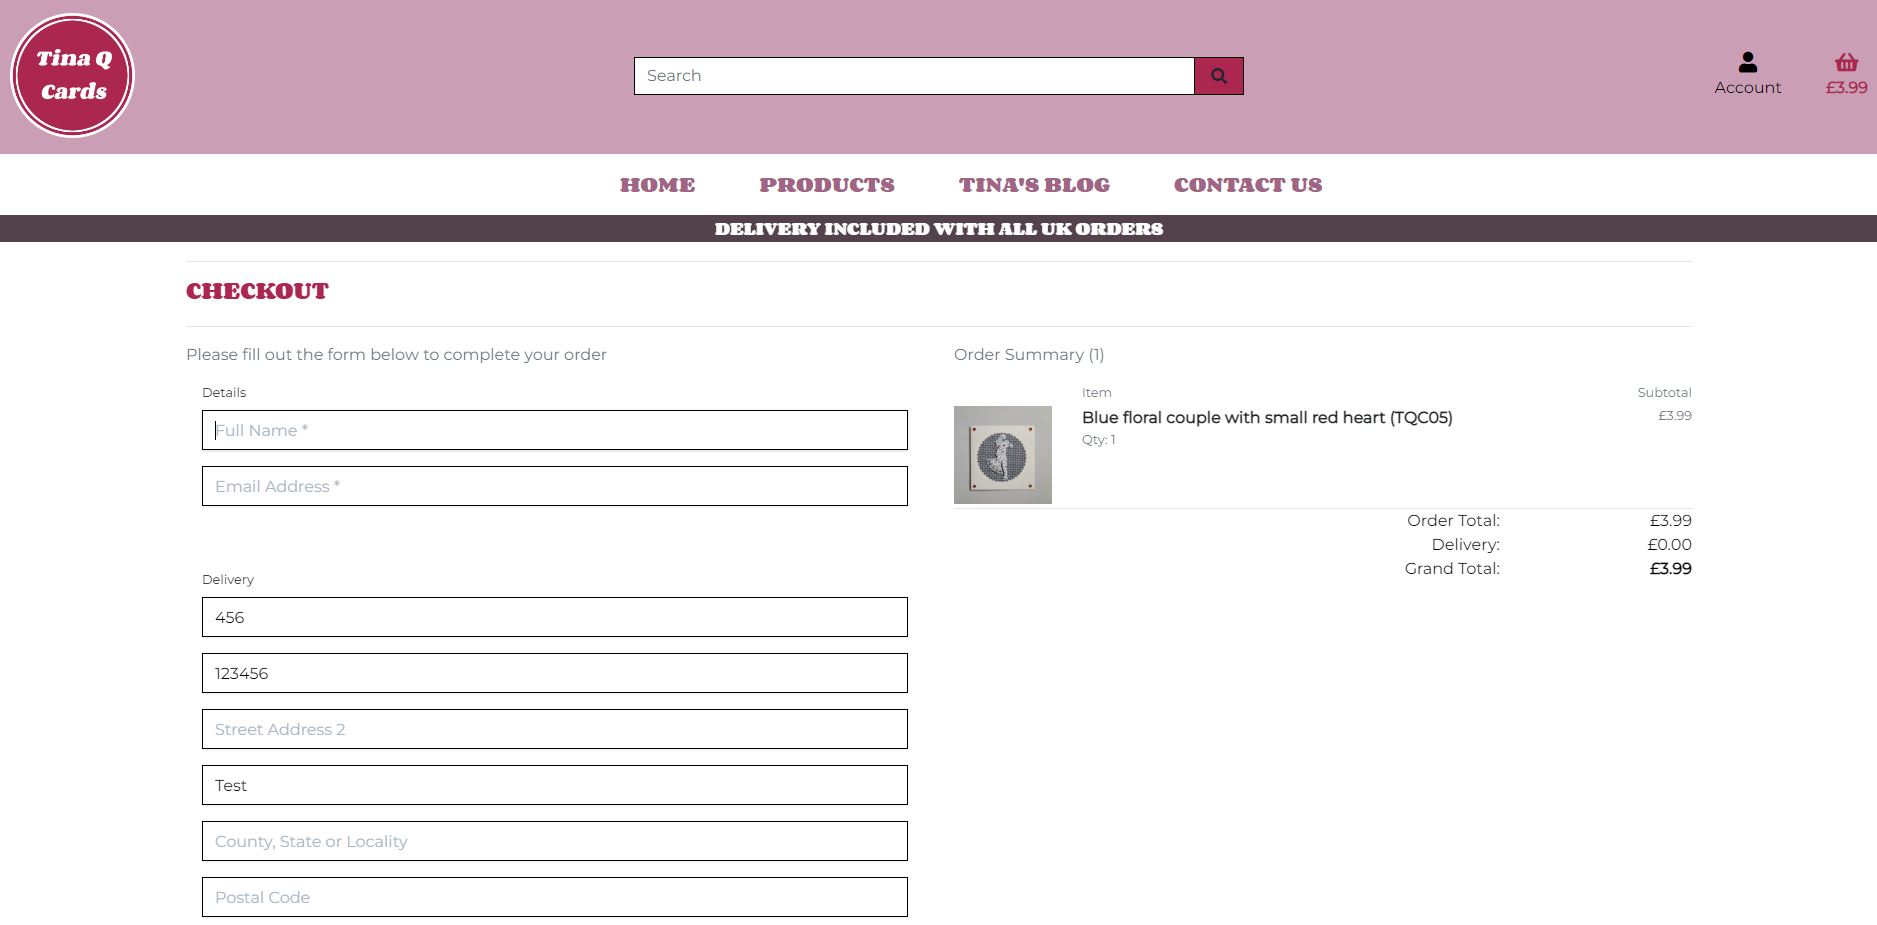 Tina Q
Cards
Search
Account
£3.99
HOME
PRODUCTS
TINA'S BLOG
CONTACT US
DELIVERY INCLUDED WITH ALL UK ORDERS
CHECKOUT
Please fill out the form below to complete your order
Details
Full Name *
Email Address *
Delivery
456
123456
Street Address 2
Test
County, State or Locality
Postal Code
Order Summary (1)
Item
Subtotal
Blue floral couple with small red heart (TQC05)
£3.99
Qty: 1
Order Total: £3.99
Delivery: £0.00
Grand Total: £3.99